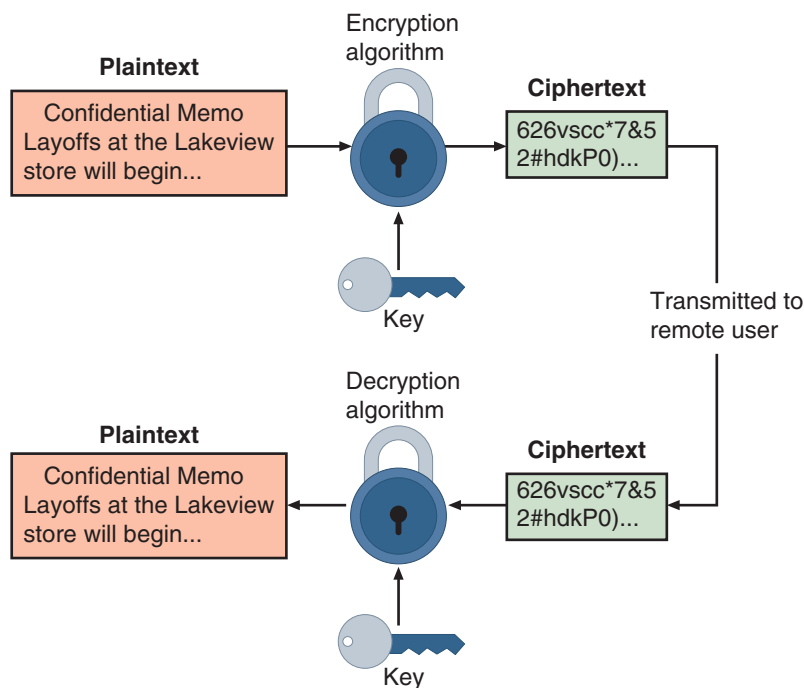 Encryption
algorithm
Plaintext
Confidential Memo
Layoffs at the Lakeview
store will begin...
Ciphertext
626vscc*7&5
2#hdkP0)...
Key
Transmitted to
remote user
Decryption
algorithm
Plaintext
Confidential Memo
Layoffs at the Lakeview
store will begin...
Ciphertext
626vscc*7&5
2#hdkP0)...
Key